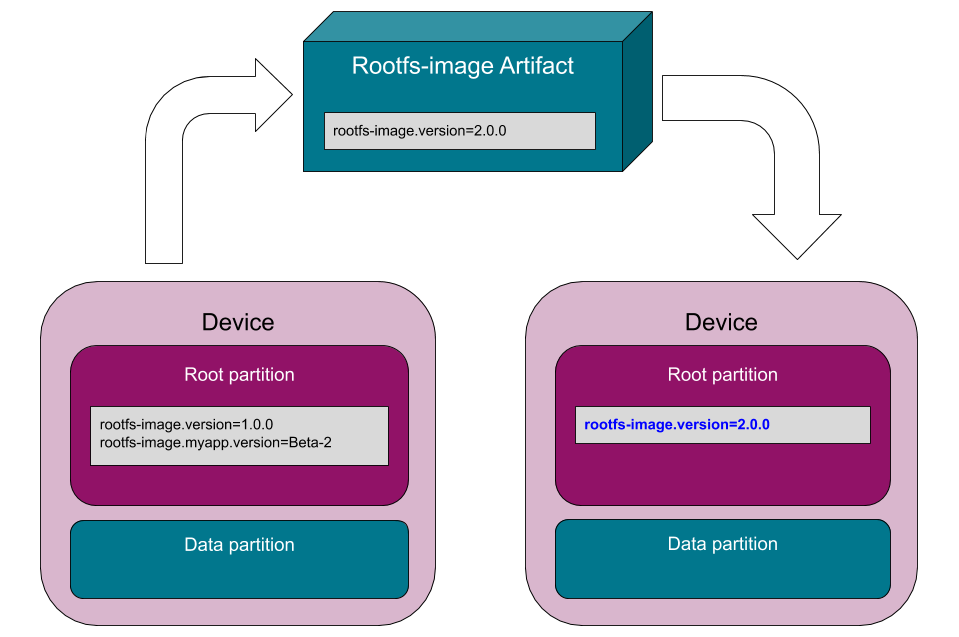 Rootfs-image Artifact
rootfs-image.version=2.0.0
Device
Root partition
rootfs-image.version=1.0.0
rootfs-image.myapp.version=Beta-2
Data partition
Device
Root partition
rootfs-image.version=2.0.0
Data partition